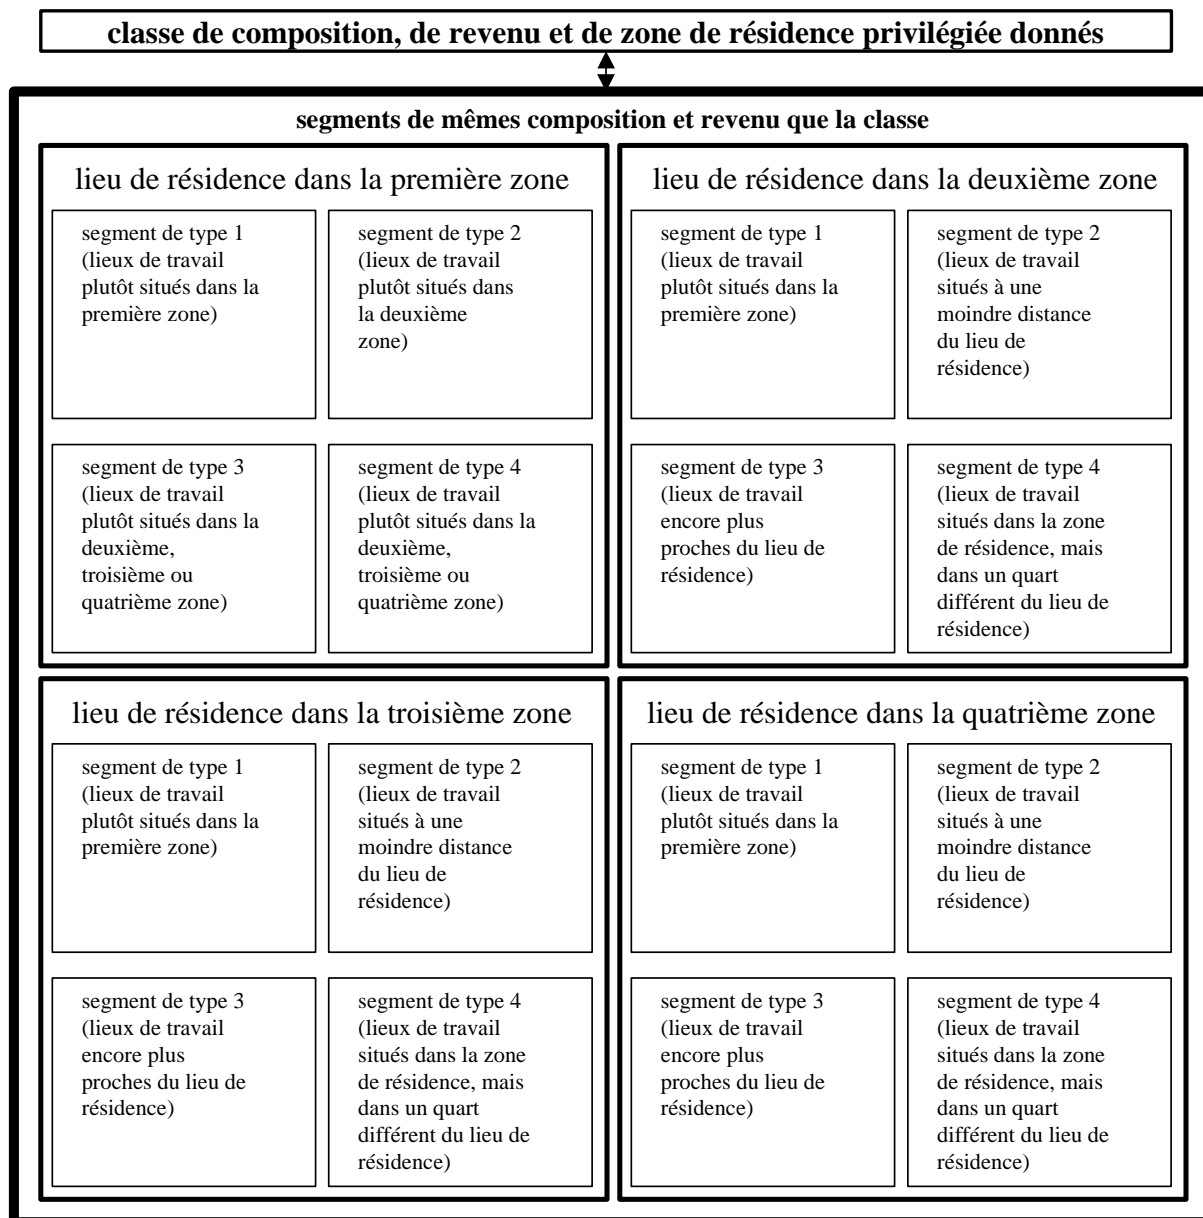 classe de composition, de revenu et de zone de résidence privilégiée donnés
segments de mêmes composition et revenu que la classe
lieu de résidence dans la première zone
segment de type 1
(lieux de travail
plutôt situés dans la
première zone)
segment de type 2
(lieux de travail
plutôt situés dans
la deuxième
zone)
segment de type 3
(lieux de travail
plutôt situés dans la
deuxième,
troisième ou
quatrième zone)
segment de type 4
(lieux de travail
plutôt situés dans la
deuxième,
troisième ou
quatrième zone)
lieu de résidence dans la deuxième zone
segment de type 1
(lieux de travail
plutôt situés dans la
première zone)
segment de type 2
(lieux de travail
situés à une
moindre distance
du lieu de
résidence)
segment de type 3
(lieux de travail
encore plus
proches du lieu de
résidence)
segment de type 4
(lieux de travail
situés dans la zone
de résidence, mais
dans un quart
différent du lieu de
résidence)
lieu de résidence dans la troisième zone
segment de type 1
(lieux de travail
plutôt situés dans la
première zone)
segment de type 2
(lieux de travail
situés à une
moindre distance
du lieu de
résidence)
segment de type 3
(lieux de travail
encore plus
proches du lieu de
résidence)
segment de type 4
(lieux de travail
situés dans la zone
de résidence, mais
dans un quart
différent du lieu de
résidence)
lieu de résidence dans la quatrième zone
segment de type 1
(lieux de travail
plutôt situés dans la
première zone)
segment de type 2
(lieux de travail
situés à une
moindre distance
du lieu de
résidence)
segment de type 3
(lieux de travail
encore plus
proches du lieu de
résidence)
segment de type 4
(lieux de travail
situés dans la zone
de résidence, mais
dans un quart
différent du lieu de
résidence)